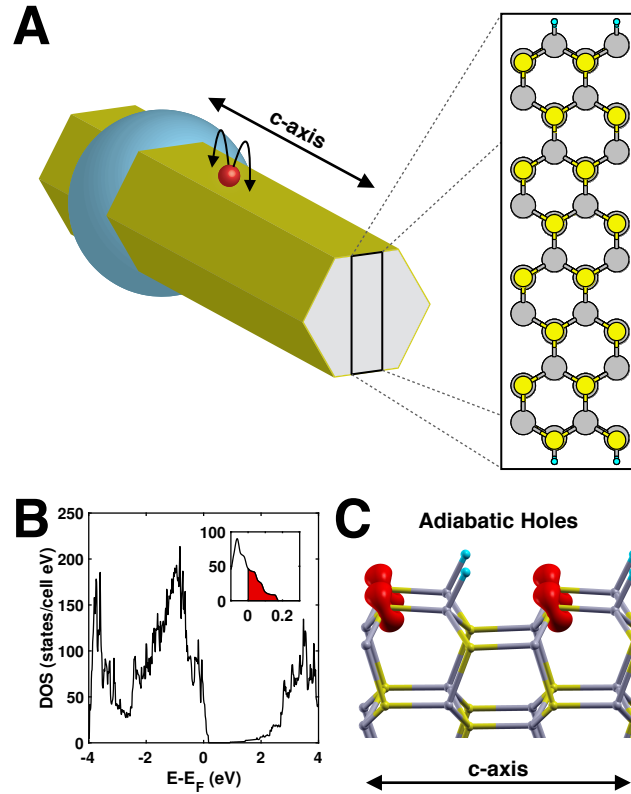 A
c-axis
B
250
200
150
100
50
0
DOS (states/cell eV)
-4
-2
0
2
4
E-E_F (eV)
100
50
0
0
0.2
C
Adiabatic Holes
c-axis